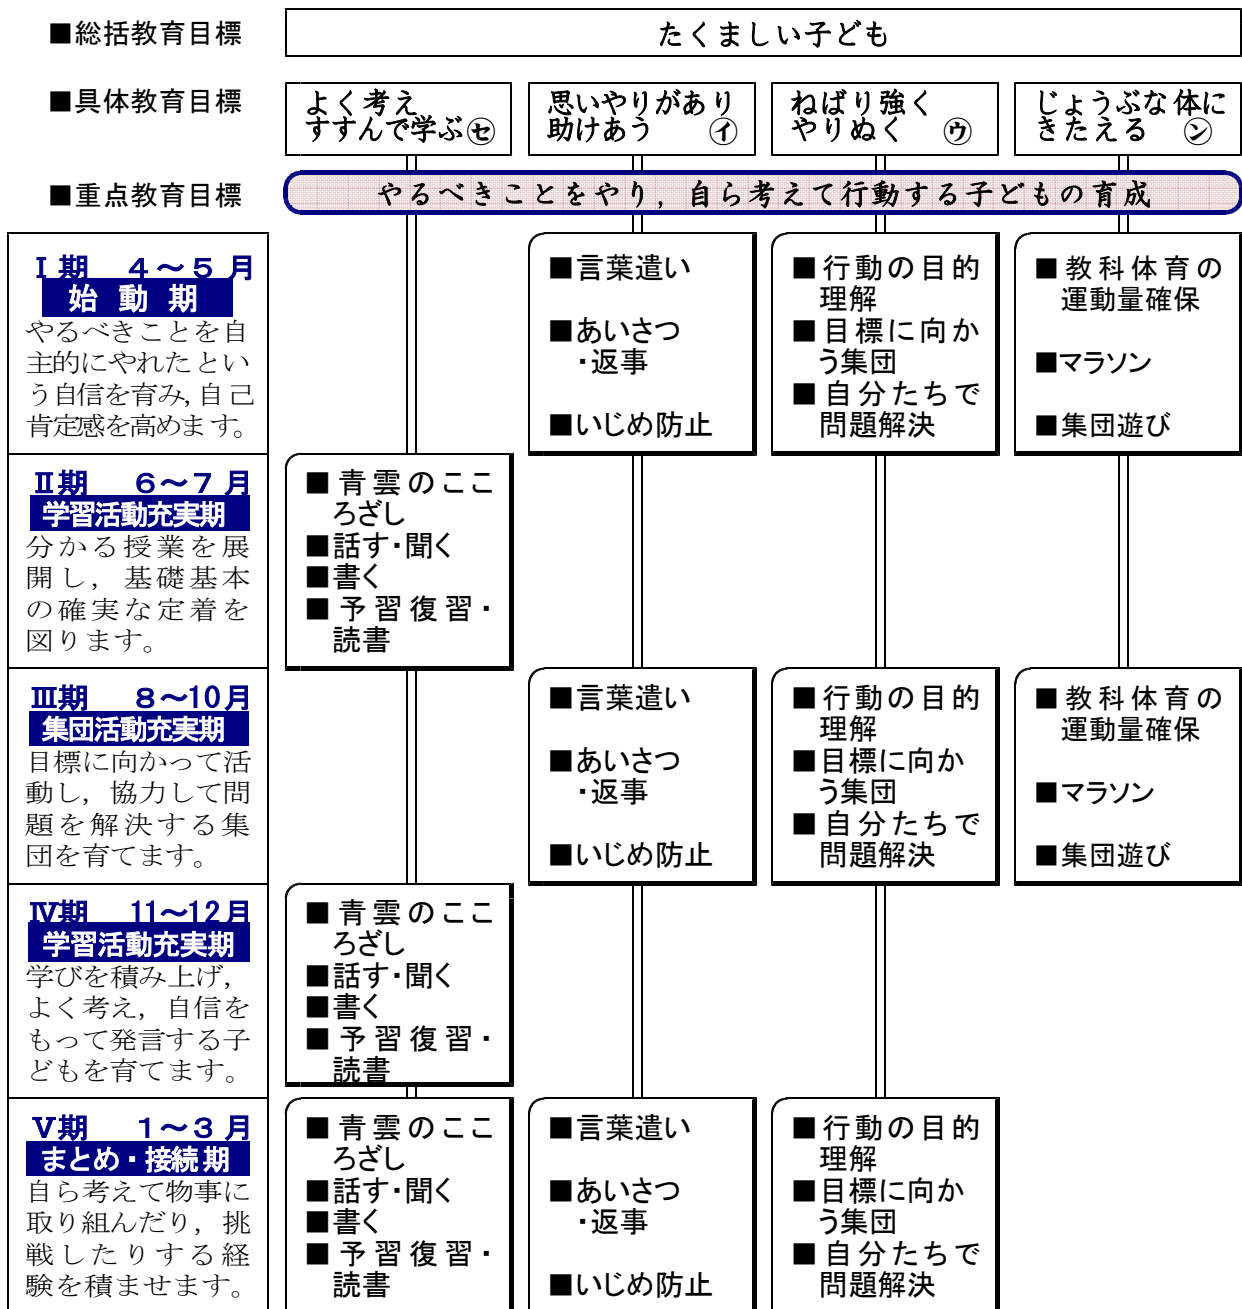 ■総括教育目標
たくましい子ども
■具体教育目標
よく考え
すすんで学ぶ㋝
思いやりがあり
助けあう ㋑
ねばり強く
やりぬく ㋒
じょうぶな体に
きたえる ㋛
■重点教育目標
やるべきことをやり，自ら考えて行動する子どもの育成
Ⅰ期 4～5月
始動期
やるべきことを自
主的にやれたとい
う自信を育み,自己
肯定感を高めます。
■言葉遣い
■あいさつ
・返事
■いじめ防止
■行動の目的
理解
■目標に向か
う集団
■自分たちで
問題解決
■教科体育の
運動量確保
■マラソン
■集団遊び
Ⅱ期 6～7月
学習活動充実期
分かる授業を展
開し，基礎基本
の確実な定着を
図ります。
■青雲のここ
ろざし
■話す・聞く
■書く
■予習復習・
読書
Ⅲ期 8～10月
集団活動充実期
目標に向かって活
動し，協力して問
題を解決する集
団を育てます。
■言葉遣い
■あいさつ
・返事
■いじめ防止
■行動の目的
理解
■目標に向か
う集団
■自分たちで
問題解決
■教科体育の
運動量確保
■マラソン
■集団遊び
Ⅳ期 11～12月
学習活動充実期
学びを積み上げ，
よく考え，自信を
もって発言する子
どもを育てます。
■青雲のここ
ろざし
■話す・聞く
■書く
■予習復習・
読書
Ⅴ期 1～3月
まとめ・接続期
自ら考えて物事に
取り組んだり，挑
戦したりする経
験を積ませます。
■青雲のここ
ろざし
■話す・聞く
■書く
■予習復習・
読書
■言葉遣い
■あいさつ
・返事
■いじめ防止
■行動の目的
理解
■目標に向か
う集団
■自分たちで
問題解決